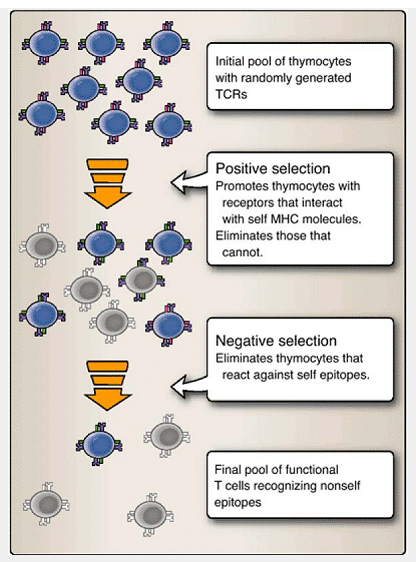 Initial pool of thymocytes
with randomly generated
TCRs
Positive selection
Promotes thymocytes with
receptors that interact
with self MHC molecules.
Eliminates those that
cannot.
Negative selection
Eliminates thymocytes that
react against self epitopes.
Final pool of functional
T cells recognizing nonself
epitopes